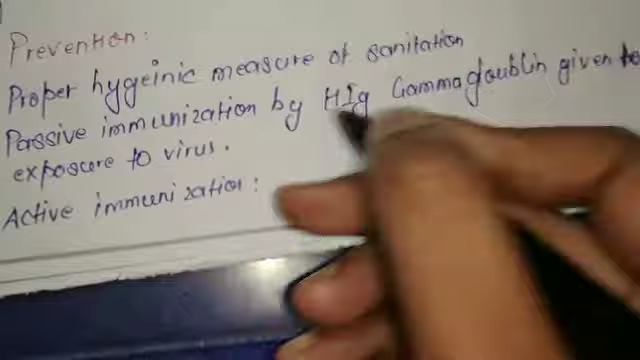 Prevention:
Proper hygeinic measure of sanitation
Passive immunization by HIg Gammagloublin given to
exposure to virus.
Active immunization: